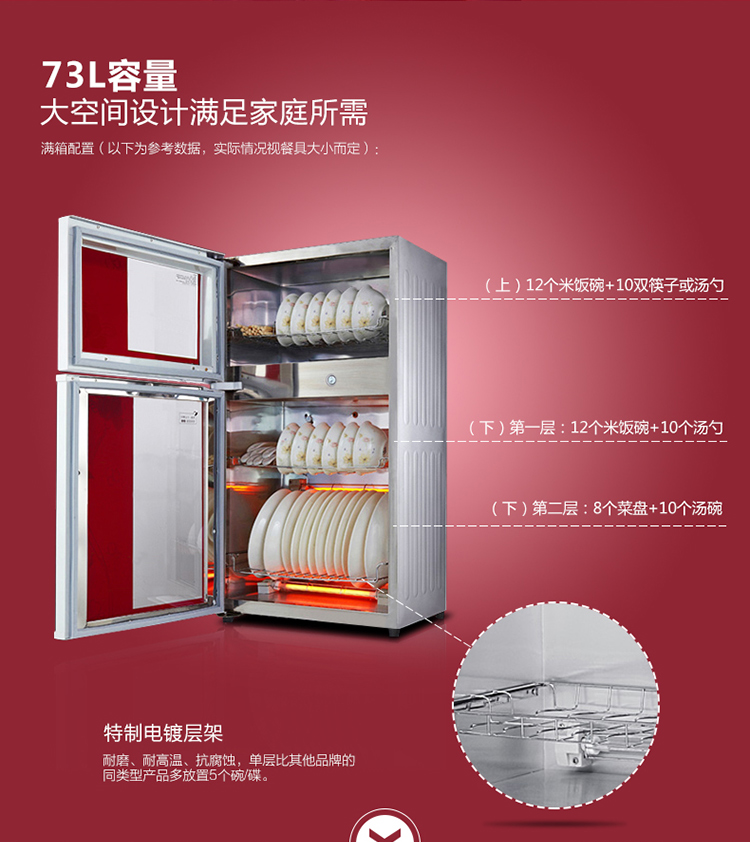 73L容量
大空间设计满足家庭所需
满箱配置（以下为参考数据，实际情况视餐具大小而定）：
（上）12个米饭碗+10双筷子或汤勺
（下）第一层：12个米饭碗+10个汤勺
（下）第二层：8个菜盘+10个汤碗
特制电镀层架
耐磨、耐高温、抗腐蚀，单层比其他品牌的
同类型产品多放置5个碗/碟。